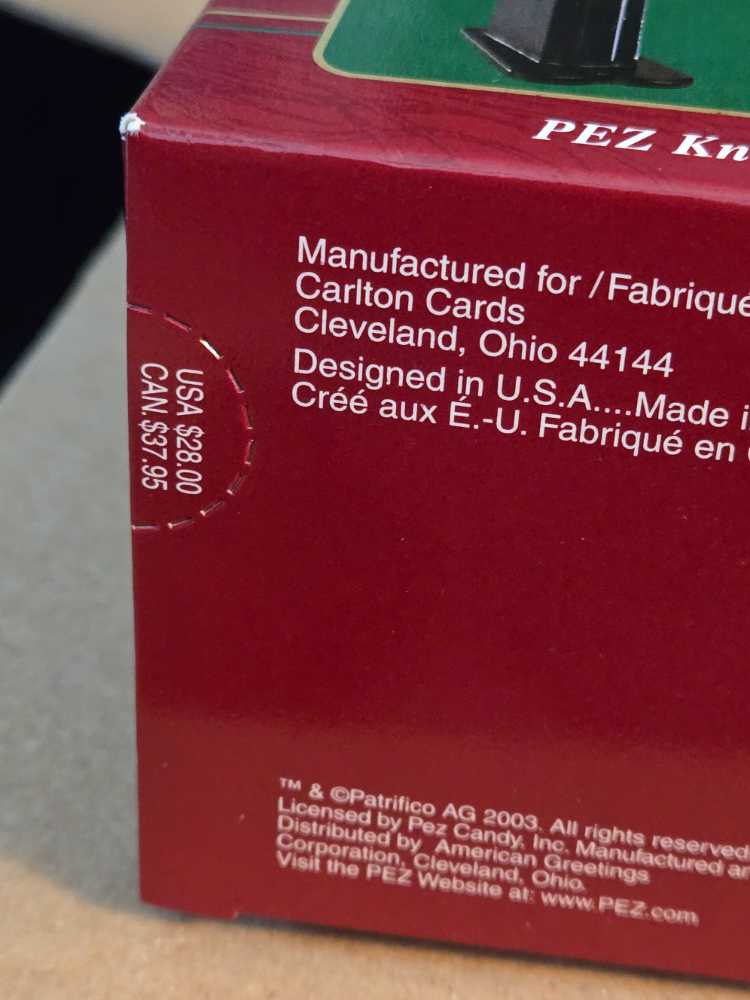 PEZ Kn
Manufactured for / Fabriqué
Carlton Cards
Cleveland, Ohio 44144
Designed in U.S.A....Made i
Créé aux É.-U. Fabriqué en
USA $28.00
CAN. $37.95
™ & ©Patrifico AG 2003. All rights reserved
Licensed by Pez Candy, Inc. Manufactured an
Distributed by American Greetings
Corporation, Cleveland, Ohio.
Visit the PEZ Website at: www.PEZ.com